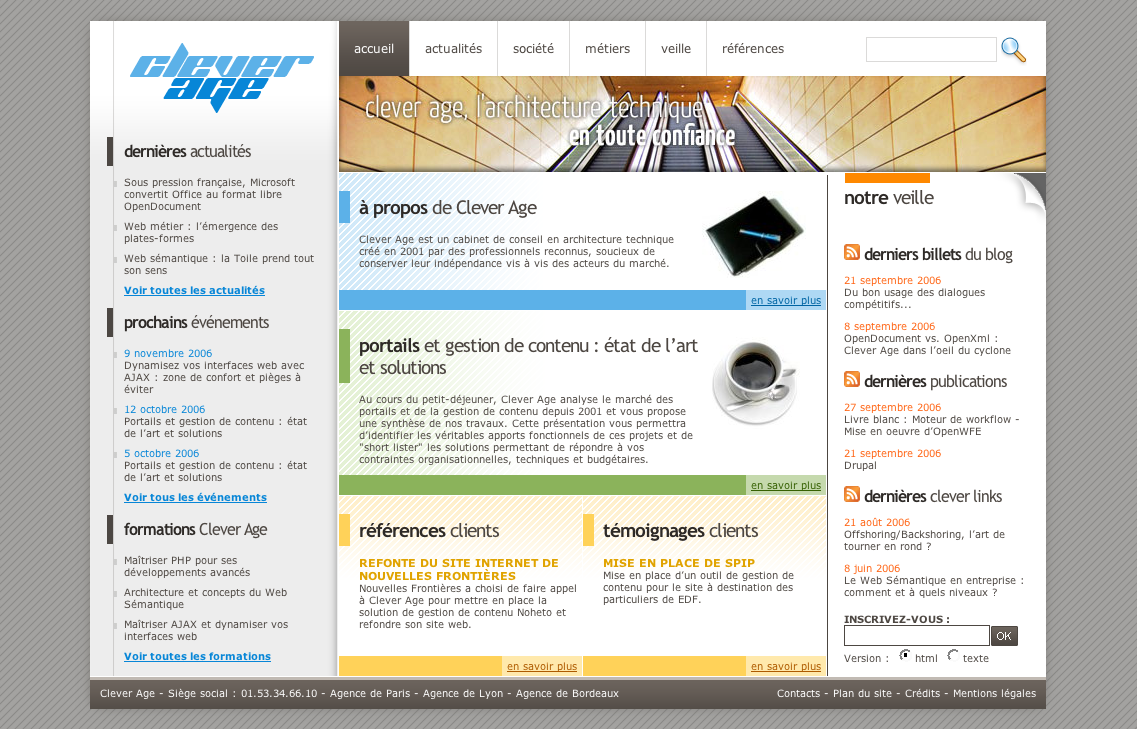 clever
age
accueil
actualités
société
métiers
veille
références
clever age, l'architecture technique
en toute confiance
dernières actualités
Sous pression française, Microsoft
convertit Office au format libre
OpenDocument
Web métier : l’émergence des
plates-formes
Web sémantique : la Toile prend tout
son sens
Voir toutes les actualités
prochains événements
9 novembre 2006
Dynamisez vos interfaces web avec
AJAX : zone de confort et pièges à
éviter
12 octobre 2006
Portails et gestion de contenu : état
de l’art et solutions
5 octobre 2006
Portails et gestion de contenu : état
de l’art et solutions
Voir tous les événements
formations Clever Age
Maîtriser PHP pour ses
développements avancés
Architecture et concepts du Web
Sémantique
Maîtriser AJAX et dynamiser vos
interfaces web
Voir toutes les formations
à propos de Clever Age
Clever Age est un cabinet de conseil en architecture technique
créé en 2001 par des professionnels reconnus, soucieux de
conserver leur indépendance vis à vis des acteurs du marché.
en savoir plus
portails et gestion de contenu : état de l’art
et solutions
Au cours du petit-déjeuner, Clever Age analyse le marché des
portails et de la gestion de contenu depuis 2001 et vous propose
une synthèse de nos travaux. Cette présentation vous permettra
d’identifier les véritables apports fonctionnels de ces projets et de
"short lister" les solutions permettant de répondre à vos
contraintes organisationnelles, techniques et budgétaires.
en savoir plus
références clients
REFONTE DU SITE INTERNET DE
NOUVELLES FRONTIÈRES
Nouvelles Frontières a choisi de faire appel
à Clever Age pour mettre en place la
solution de gestion de contenu Noheto et
refondre son site web.
en savoir plus
témoignages clients
MISE EN PLACE DE SPIP
Mise en place d’un outil de gestion de
contenu pour le site à destination des
particuliers de EDF.
en savoir plus
notre veille
derniers billets du blog
21 septembre 2006
Du bon usage des dialogues
compétitifs...
8 septembre 2006
OpenDocument vs. OpenXml :
Clever Age dans l’oeil du cyclone
dernières publications
27 septembre 2006
Livre blanc : Moteur de workflow -
Mise en oeuvre d’OpenWFE
21 septembre 2006
Drupal
dernières clever links
21 août 2006
Offshoring/Backshoring, l’art de
tourner en rond ?
8 juin 2006
Le Web Sémantique en entreprise :
comment et à quels niveaux ?
INSCRIVEZ-VOUS :
OK
Version : html texte
Clever Age - Siège social : 01.53.34.66.10 - Agence de Paris - Agence de Lyon - Agence de Bordeaux
Contacts - Plan du site - Crédits - Mentions légales